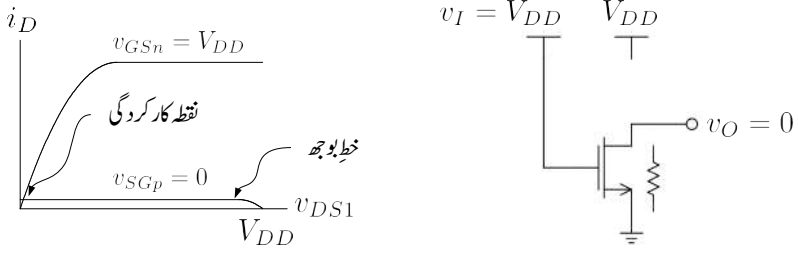 i_D
v_{GSn} = V_{DD}
نقطہ کارکردگی
خطِ بوجھ
v_{SGp} = 0
v_{DS1}
V_{DD}
v_I = V_{DD}
V_{DD}
v_O = 0